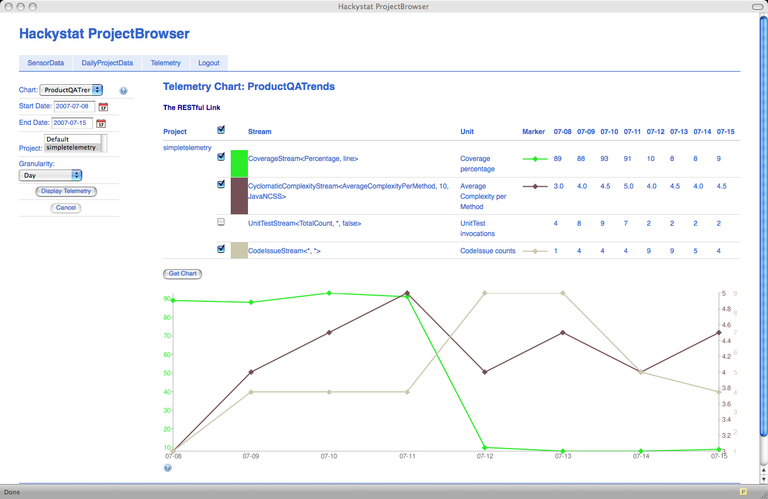 Hackystat ProjectBrowser
Hackystat ProjectBrowser
SensorData DailyProjectData Telemetry Logout
Chart: ProductQATrer
Start Date: 2007-07-08
End Date: 2007-07-15
Default
Project: simpletelemetry
Granularity:
Day
Display Telemetry
Cancel
Telemetry Chart: ProductQATrends
The RESTful Link
Project Stream Unit Marker 07-08 07-09 07-10 07-11 07-12 07-13 07-14 07-15
simpletelemetry
CoverageStream<Percentage, line> Coverage 89 88 93 91 10 8 8 9
percentage
CyclomaticComplexityStream<AverageComplexityPerMethod, 10, Average 3.0 4.0 4.5 5.0 4.0 4.5 4.0 4.5
JavaNCSS> Complexity per
Method
UnitTestStream<TotalCount, *, false> UnitTest 4 8 9 7 2 2 2 2
invocations
CodeIssueStream<*, *> CodeIssue counts 1 4 4 4 9 9 5 4
Get Chart
90 5 9
80 4.8
4.6 8
70 4.4 7
60 4.2 6
50 4 5
40 3.8 4
30 3.6 3
20 3.4 2
3.2
10 3 1
07-08 07-09 07-10 07-11 07-12 07-13 07-14 07-15
Done